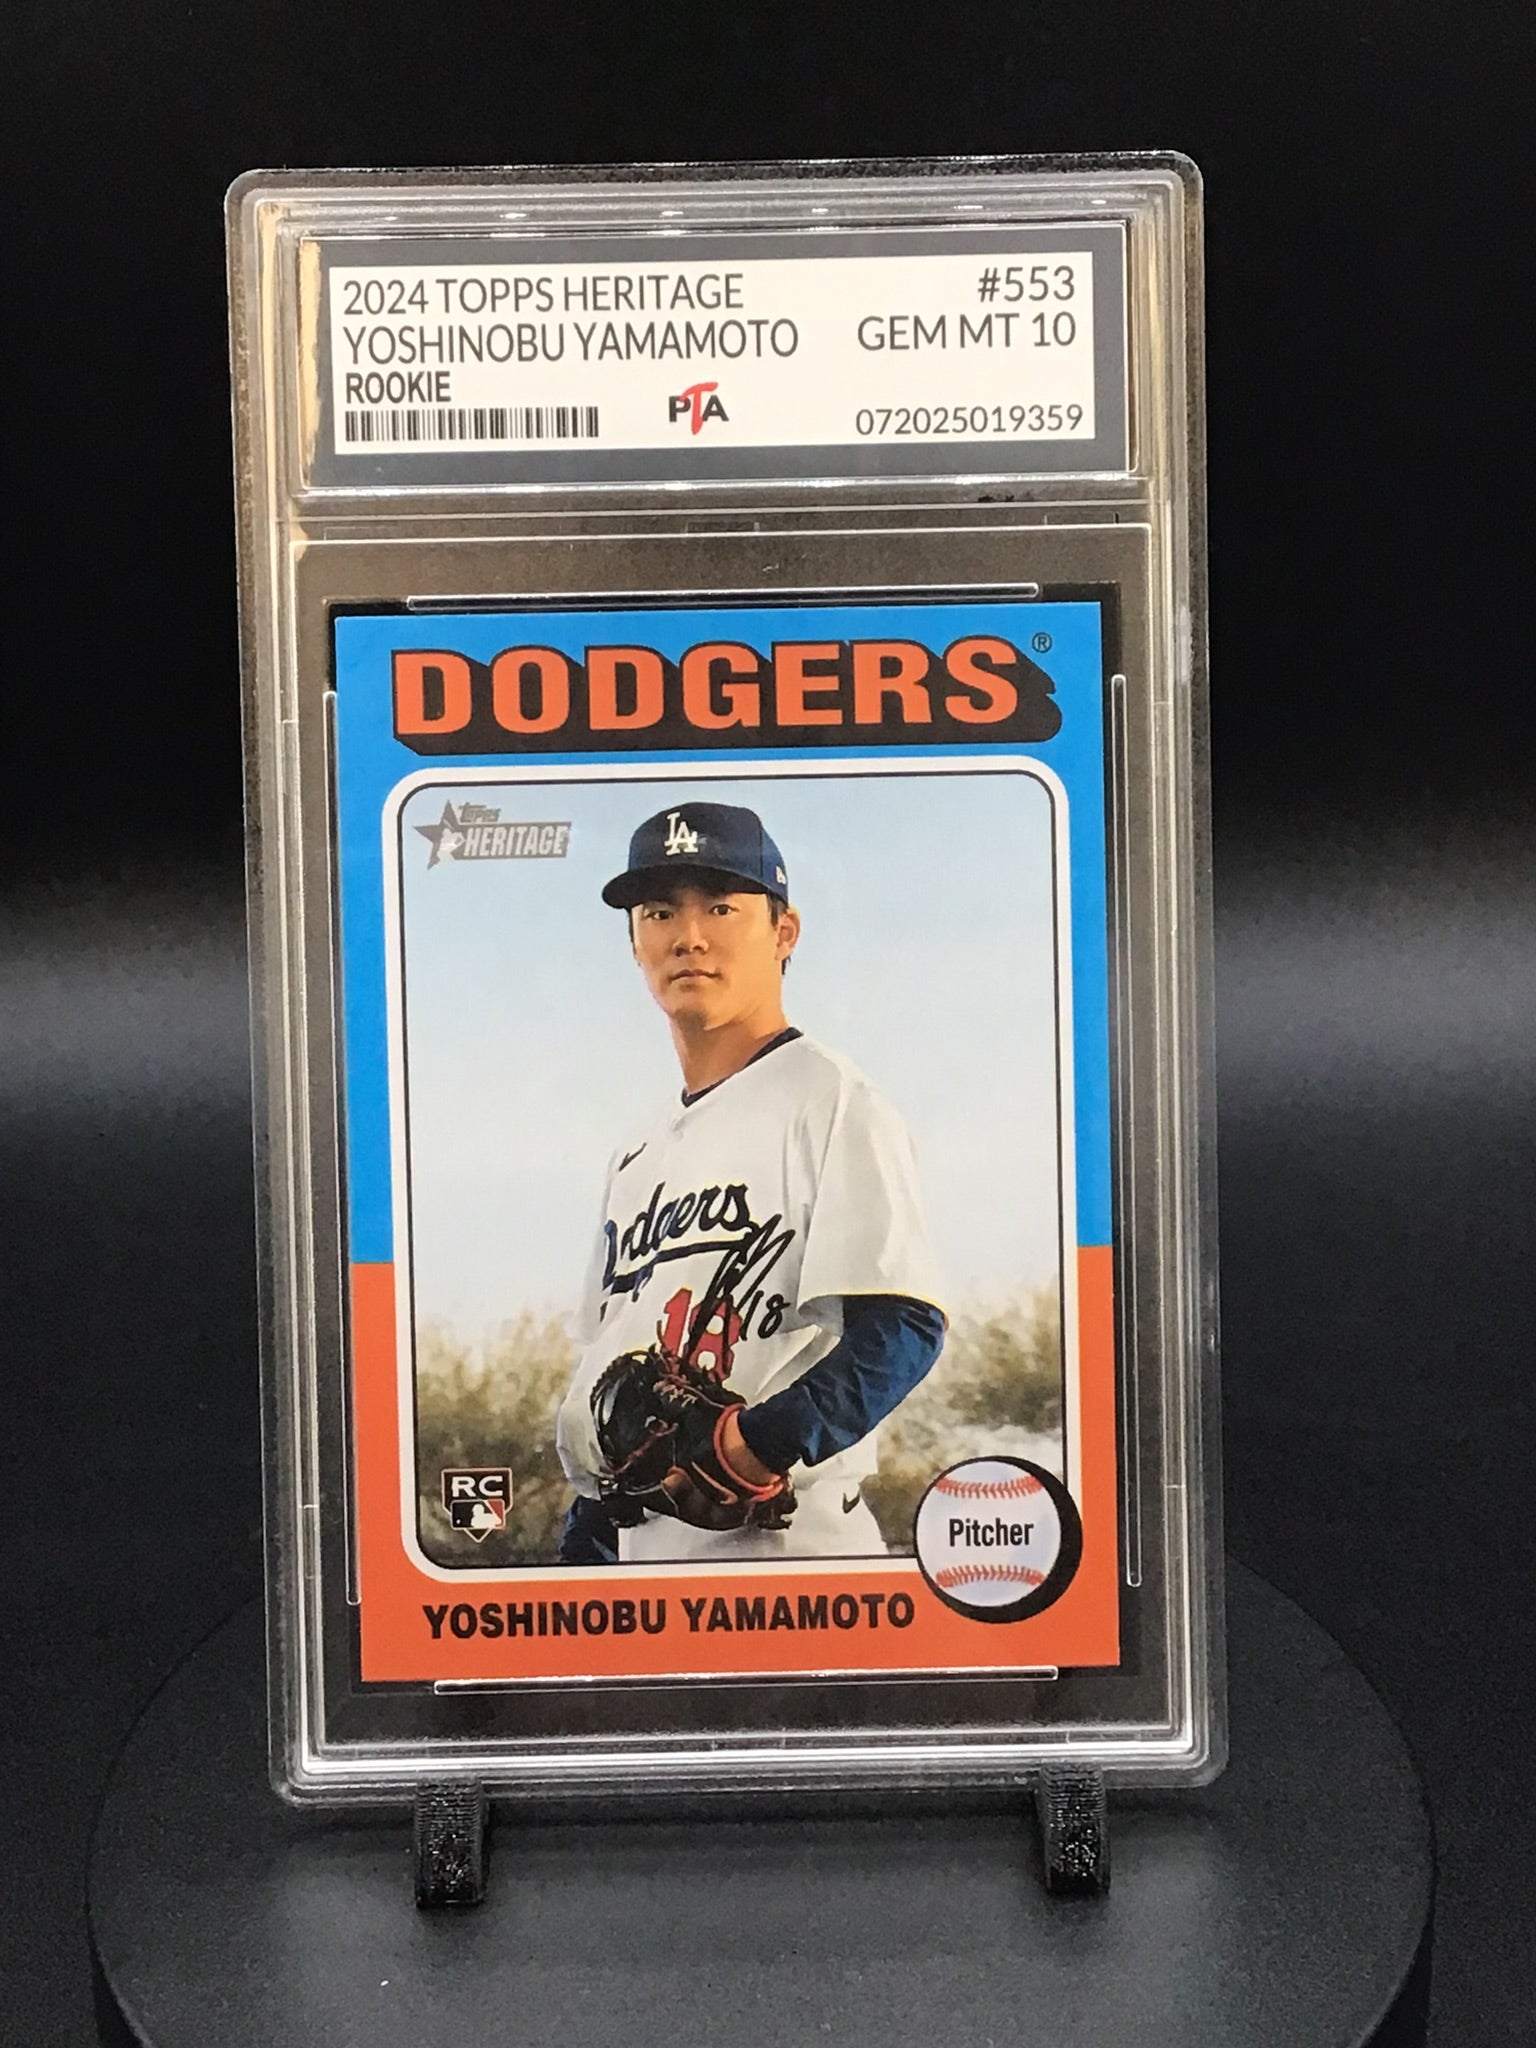 2024 TOPPS HERITAGE #553
YOSHINOBU YAMAMOTO GEM MT 10
ROOKIE
PTA
072025019359
DODGERS®
Topps
HERITAGE
LA
Dodgers
18
18
RC
Pitcher
YOSHINOBU YAMAMOTO